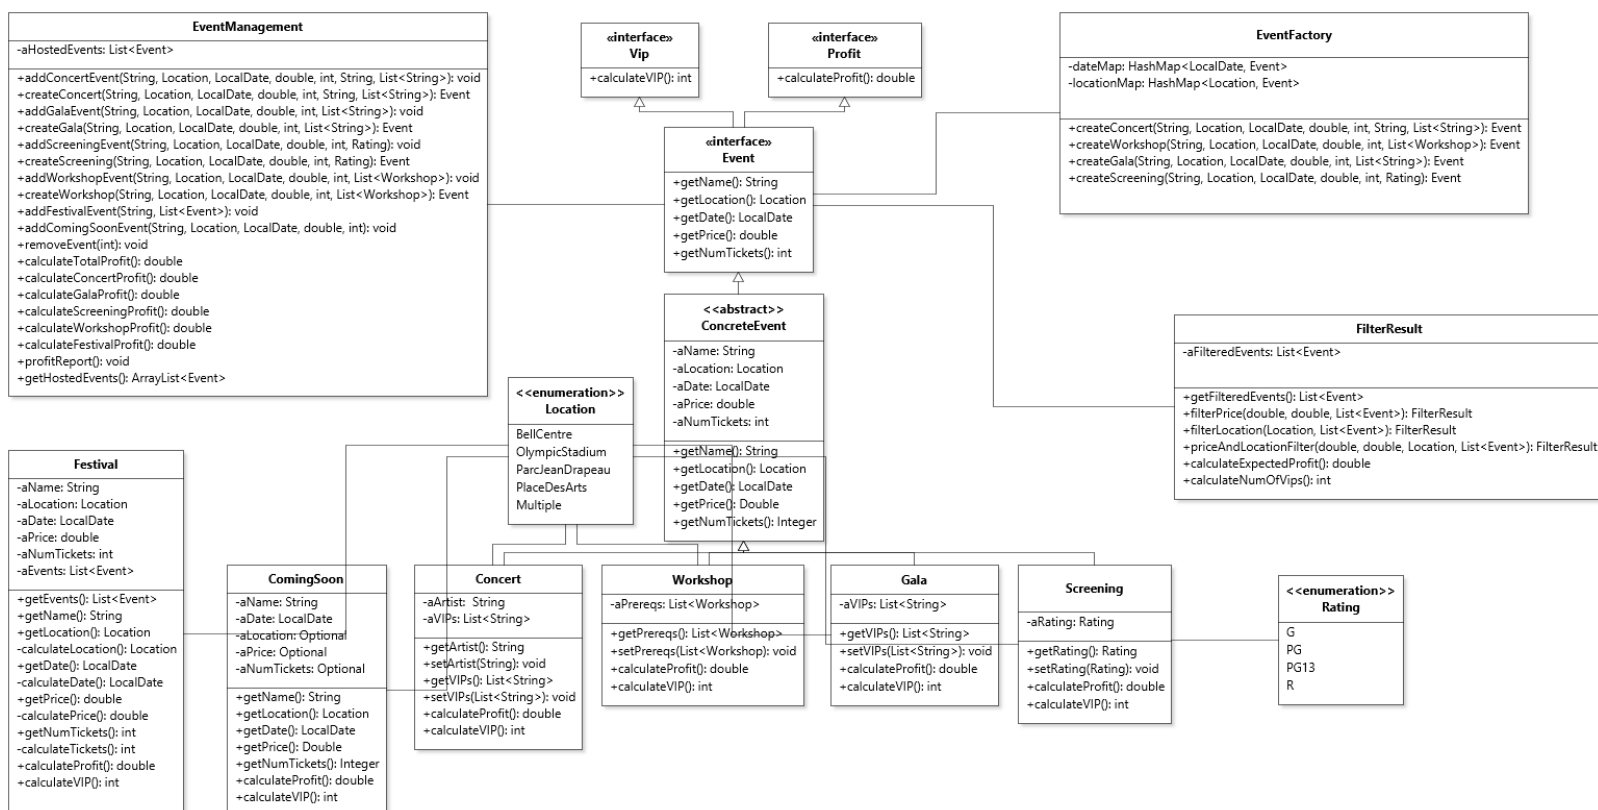 EventManagement
-aHostedEvents: List<Event>
+addConcertEvent(String, Location, LocalDate, double, int, String, List<String>): void
+createConcert(String, Location, LocalDate, double, int, String, List<String>): Event
+addGalaEvent(String, Location, LocalDate, double, int, List<String>): void
+createGala(String, Location, LocalDate, double, int, List<String>): Event
+addScreeningEvent(String, Location, LocalDate, double, int, Rating): void
+createScreening(String, Location, LocalDate, double, int, Rating): Event
+addWorkshopEvent(String, Location, LocalDate, double, int, List<Workshop>): void
+createWorkshop(String, Location, LocalDate, double, int, List<Workshop>): Event
+addFestivalEvent(String, List<Event>): void
+addComingSoonEvent(String, Location, LocalDate, double, int): void
+removeEvent(int): void
+calculateTotalProfit(): double
+calculateConcertProfit(): double
+calculateGalaProfit(): double
+calculateScreeningProfit(): double
+calculateWorkshopProfit(): double
+calculateFestivalProfit(): double
+profitReport(): void
+getHostedEvents(): ArrayList<Event>
«interface»
Vip
+calculateVIP(): int
«interface»
Profit
+calculateProfit(): double
«interface»
Event
+getName(): String
+getLocation(): Location
+getDate(): LocalDate
+getPrice(): double
+getNumTickets(): int
EventFactory
-dateMap: HashMap<LocalDate, Event>
-locationMap: HashMap<Location, Event>
+createConcert(String, Location, LocalDate, double, int, String, List<String>): Event
+createWorkshop(String, Location, LocalDate, double, int, List<Workshop>): Event
+createGala(String, Location, LocalDate, double, int, List<String>): Event
+createScreening(String, Location, LocalDate, double, int, Rating): Event
<<abstract>>
ConcreteEvent
-aName: String
-aLocation: Location
-aDate: LocalDate
-aPrice: double
-aNumTickets: int
+getName(): String
+getLocation(): Location
+getDate(): LocalDate
+getPrice(): Double
+getNumTickets(): Integer
FilterResult
-aFilteredEvents: List<Event>
+getFilteredEvents(): List<Event>
+filterPrice(double, double, List<Event>): FilterResult
+filterLocation(Location, List<Event>): FilterResult
+priceAndLocationFilter(double, double, Location, List<Event>): FilterResult
+calculateExpectedProfit(): double
+calculateNumOfVips(): int
<<enumeration>>
Location
BellCentre
OlympicStadium
ParcJeanDrapeau
PlaceDesArts
Multiple
Festival
-aName: String
-aLocation: Location
-aDate: LocalDate
-aPrice: double
-aNumTickets: int
-aEvents: List<Event>
+getEvents(): List<Event>
+getName(): String
+getLocation(): Location
-calculateLocation(): Location
+getDate(): LocalDate
-calculateDate(): LocalDate
+getPrice(): double
-calculatePrice(): double
+getNumTickets(): int
-calculateTickets(): int
+calculateProfit(): double
+calculateVIP(): int
ComingSoon
-aName: String
-aDate: LocalDate
-aLocation: Optional
-aPrice: Optional
-aNumTickets: Optional
+getName(): String
+getLocation(): Location
+getDate(): LocalDate
+getPrice(): Double
+getNumTickets(): Integer
+calculateProfit(): double
+calculateVIP(): int
Concert
-aArtist: String
-aVIPs: List<String>
+getArtist(): String
+setArtist(String): void
+getVIPs(): List<String>
+setVIPs(List<String>): void
+calculateProfit(): double
+calculateVIP(): int
Workshop
-aPrereqs: List<Workshop>
+getPrereqs(): List<Workshop>
+setPrereqs(List<Workshop): void
+calculateProfit(): double
+calculateVIP(): int
Gala
-aVIPs: List<String>
+getVIPs(): List<String>
+setVIPs(List<String>): void
+calculateProfit(): double
+calculateVIP(): int
Screening
-aRating: Rating
+getRating(): Rating
+setRating(Rating): void
+calculateProfit(): double
+calculateVIP(): int
<<enumeration>>
Rating
G
PG
PG13
R